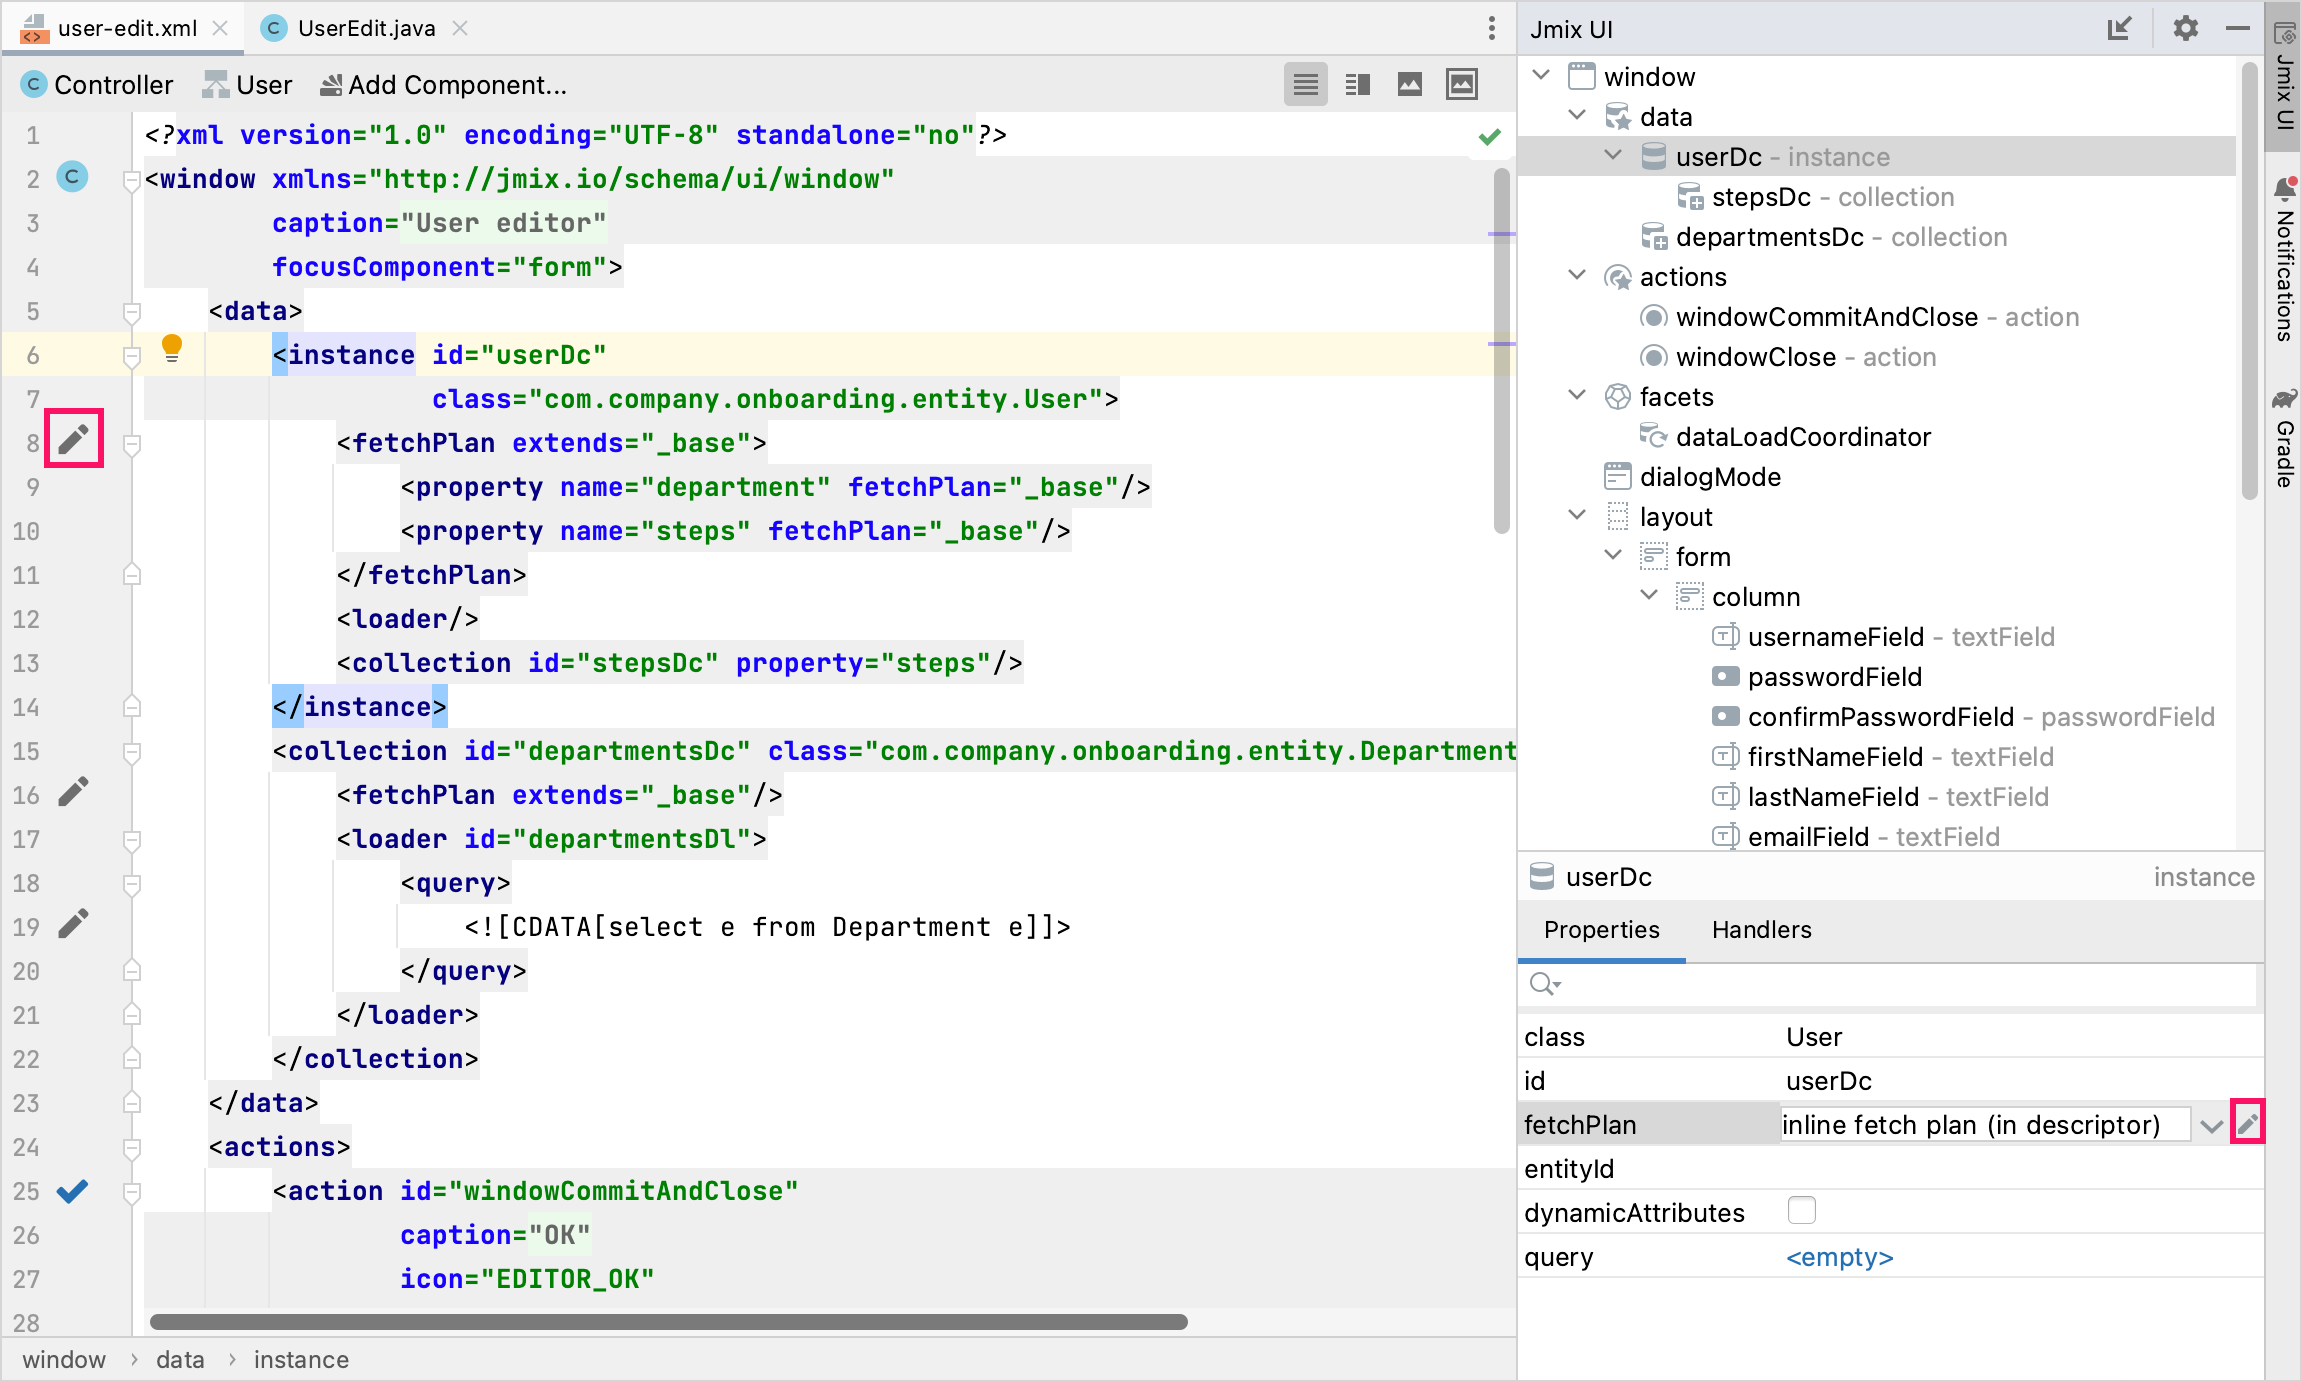 user-edit.xml
UserEdit.java
Controller
User
Add Component...
1 <?xml version="1.0" encoding="UTF-8" standalone="no"?>
2 <window xmlns="http://jmix.io/schema/ui/window"
3 caption="User editor"
4 focusComponent="form">
5 <data>
6 <instance id="userDc"
7 class="com.company.onboarding.entity.User">
8 <fetchPlan extends="_base">
9 <property name="department" fetchPlan="_base"/>
10 <property name="steps" fetchPlan="_base"/>
11 </fetchPlan>
12 <loader/>
13 <collection id="stepsDc" property="steps"/>
14 </instance>
15 <collection id="departmentsDc" class="com.company.onboarding.entity.Department
16 <fetchPlan extends="_base"/>
17 <loader id="departmentsDl">
18 <query>
19 <![CDATA[select e from Department e]]>
20 </query>
21 </loader>
22 </collection>
23 </data>
24 <actions>
25 <action id="windowCommitAndClose"
26 caption="OK"
27 icon="EDITOR_OK"
28
window › data › instance
Jmix UI
window
data
userDc - instance
stepsDc - collection
departmentsDc - collection
actions
windowCommitAndClose - action
windowClose - action
facets
dataLoadCoordinator
dialogMode
layout
form
column
usernameField - textField
passwordField
confirmPasswordField - passwordField
firstNameField - textField
lastNameField - textField
emailField - textField
userDc instance
Properties Handlers
class User
id userDc
fetchPlan inline fetch plan (in descriptor)
entityId
dynamicAttributes
query <empty>
Jmix UI
Notifications
Gradle